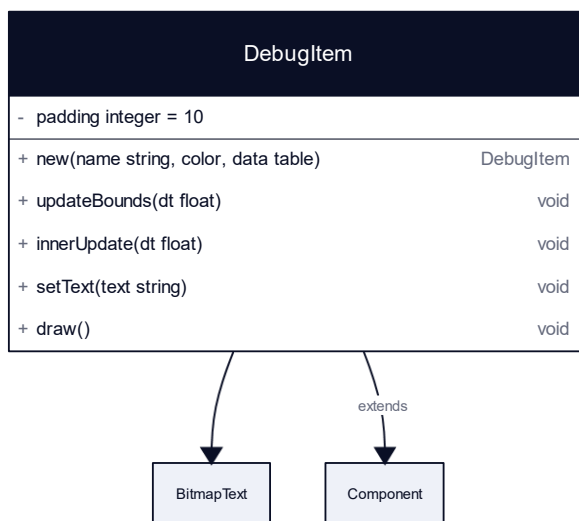 DebugItem
- padding integer = 10
+ new(name string, color, data table) DebugItem
+ updateBounds(dt float) void
+ innerUpdate(dt float) void
+ setText(text string) void
+ draw() void
extends
BitmapText
Component